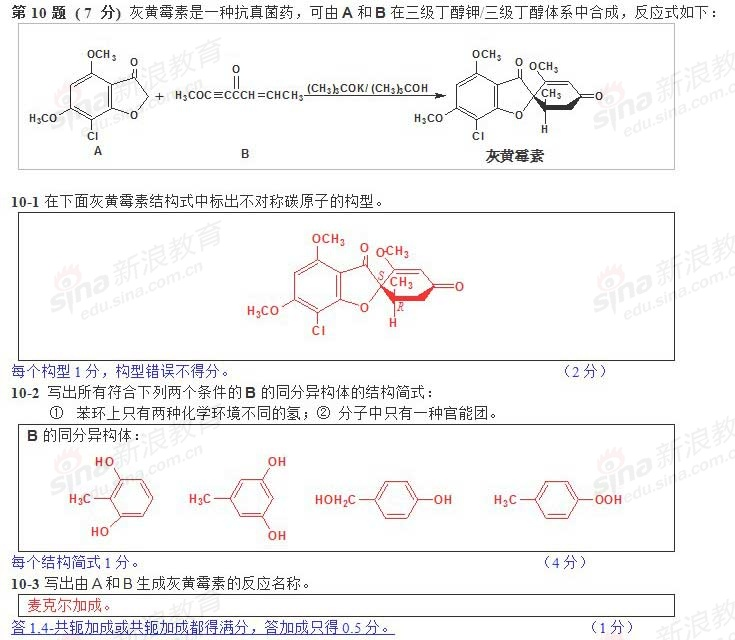 第 10 题 ( 7 分) 灰黄霉素是一种抗真菌药，可由 A 和 B 在三级丁醇钾/三级丁醇体系中合成，反应式如下：
OCH3
O
H3CO
O
Cl
A
+
O
H3COC≡CCH=CHCH3
B
(CH3)3COK/ (CH3)3COH
OCH3
O
OCH3
CH3
O
H3CO
O
Cl
H
灰黄霉素
10-1 在下面灰黄霉素结构式中标出不对称碳原子的构型。
OCH3
O
OCH3
S
CH3
O
R
H3CO
O
Cl
H
每个构型 1 分，构型错误不得分。 （2 分）
10-2 写出所有符合下列两个条件的 B 的同分异构体的结构简式：
① 苯环上只有两种化学环境不同的氢；② 分子中只有一种官能团。
B 的同分异构体：
HO
H3C
HO
OH
H3C
OH
HOH2C
OH
H3C
OOH
每个结构简式 1 分。 （4 分）
10-3 写出由 A 和 B 生成灰黄霉素的反应名称。
麦克尔加成。
答 1.4-共轭加成或共轭加成都得满分，答加成只得 0.5 分。 （1 分）
sina 新浪教育
edu.sina.com.cn